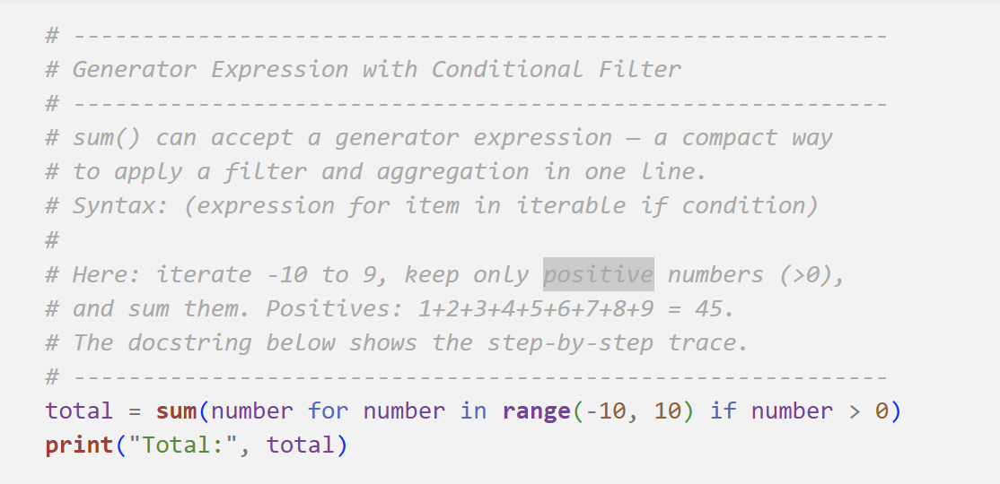 # -----------------------------------------------------------
# Generator Expression with Conditional Filter
# -----------------------------------------------------------
# sum() can accept a generator expression — a compact way
# to apply a filter and aggregation in one line.
# Syntax: (expression for item in iterable if condition)
#
# Here: iterate -10 to 9, keep only positive numbers (>0),
# and sum them. Positives: 1+2+3+4+5+6+7+8+9 = 45.
# The docstring below shows the step-by-step trace.
# -----------------------------------------------------------
total = sum(number for number in range(-10, 10) if number > 0)
print("Total:", total)